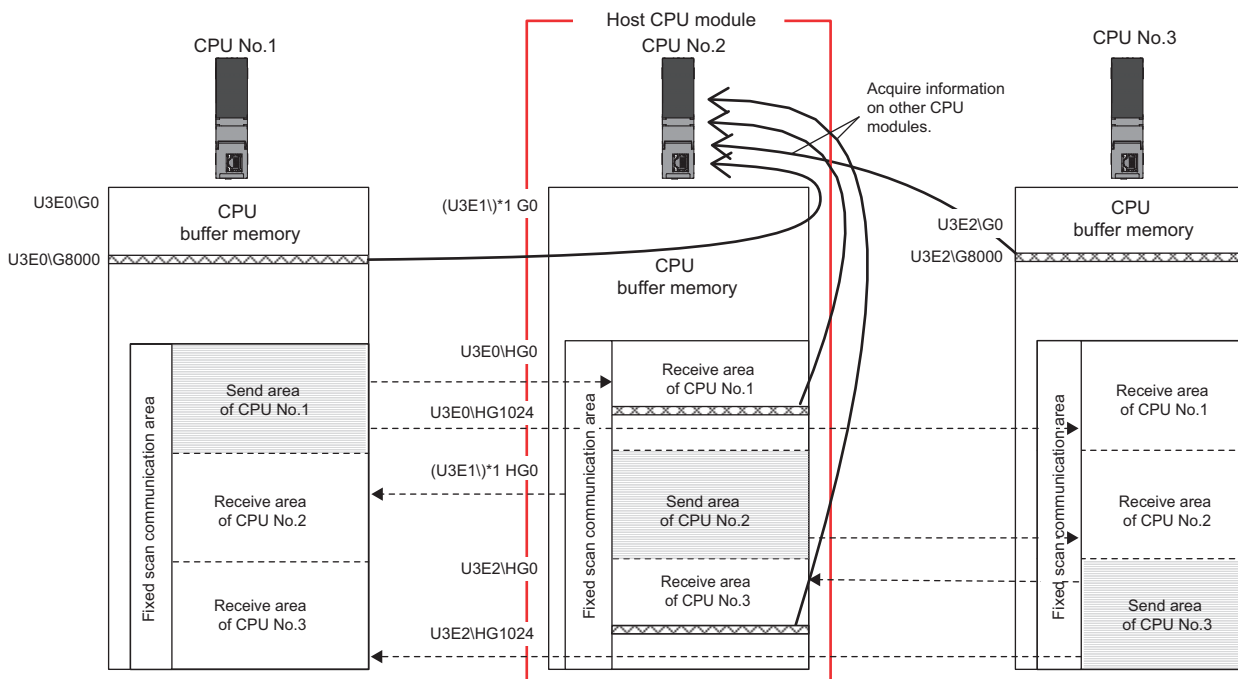 Host CPU module
CPU No.1
CPU No.2
CPU No.3
Acquire information
on other CPU
modules.
U3E0\G0
CPU
buffer memory
U3E0\G8000
(U3E1\)*1 G0
CPU
buffer memory
U3E2\G0
U3E2\G8000
CPU
buffer memory
Fixed scan communication area
Send area
of CPU No.1
Receive area
of CPU No.2
Receive area
of CPU No.3
U3E0\HG0
U3E0\HG1024
(U3E1\)*1 HG0
U3E2\HG0
U3E2\HG1024
Fixed scan communication area
Receive area
of CPU No.1
Send area
of CPU No.2
Receive area
of CPU No.3
Fixed scan communication area
Receive area
of CPU No.1
Receive area
of CPU No.2
Send area
of CPU No.3